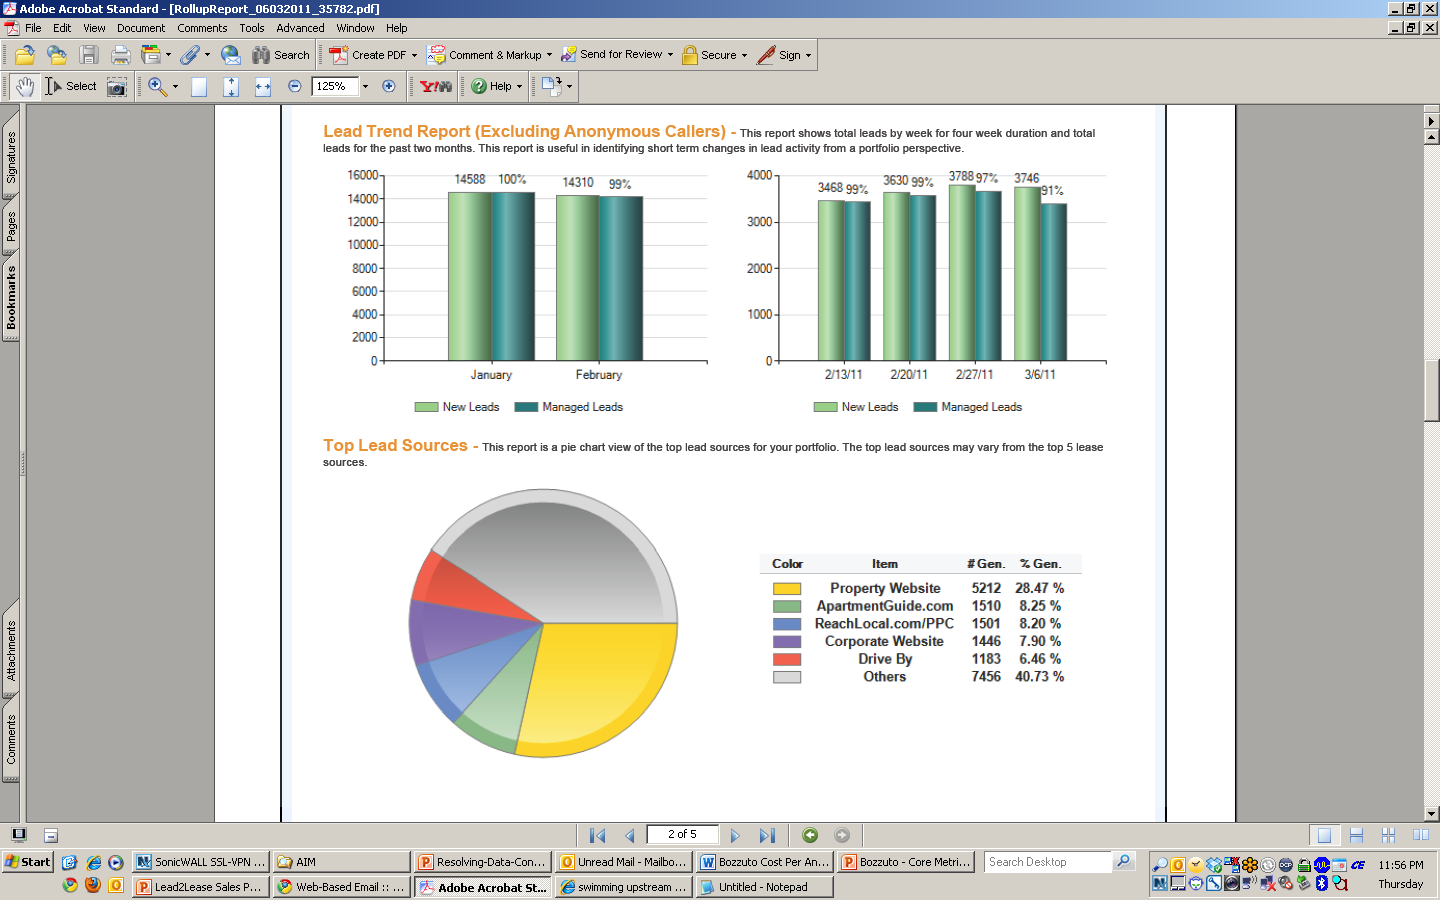 Adobe Acrobat Standard - [RollupReport_06032011_35782.pdf]
File Edit View Document Comments Tools Advanced Window Help
Search Create PDF Comment & Markup Send for Review Secure Sign
Select 125% Y! Help
Signatures
Pages
Bookmarks
Attachments
Comments
Lead Trend Report (Excluding Anonymous Callers) - This report shows total leads by week for four week duration and total
leads for the past two months. This report is useful in identifying short term changes in lead activity from a portfolio perspective.
16000
14000
12000
10000
8000
6000
4000
2000
0
14588 100%
14310 99%
January February
New Leads Managed Leads
4000
3000
2000
1000
0
3468 99% 3630 99% 3788 97% 3746 91%
2/13/11 2/20/11 2/27/11 3/6/11
New Leads Managed Leads
Top Lead Sources - This report is a pie chart view of the top lead sources for your portfolio. The top lead sources may vary from the top 5 lease
sources.
Color Item # Gen. % Gen.
Property Website 5212 28.47 %
ApartmentGuide.com 1510 8.25 %
ReachLocal.com/PPC 1501 8.20 %
Corporate Website 1446 7.90 %
Drive By 1183 6.46 %
Others 7456 40.73 %
2 of 5
Start SonicWALL SSL-VPN ... AIM Resolving-Data-Con... Unread Mail - Mailbo... Bozzuto Cost Per An... Bozzuto - Core Metri... Search Desktop 11:56 PM
Lead2Lease Sales P... Web-Based Email :: ... Adobe Acrobat St... swimming upstream ... Untitled - Notepad Thursday